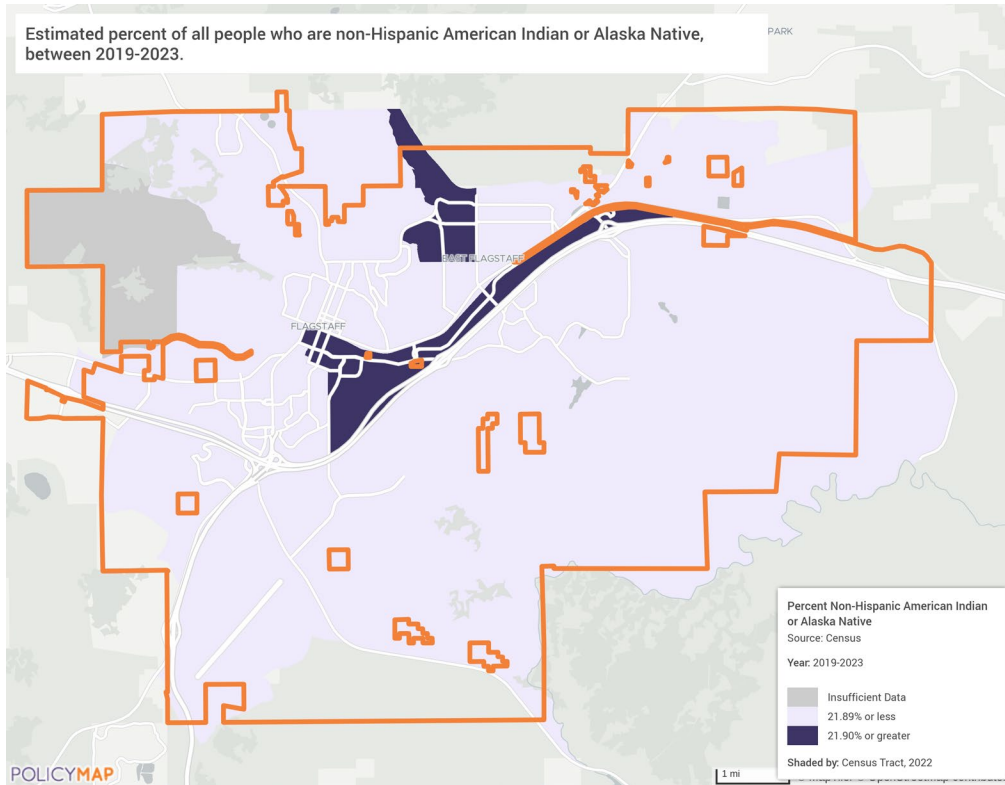 Estimated percent of all people who are non-Hispanic American Indian or Alaska Native,
between 2019-2023.
PARK
EAST FLAGSTAFF
FLAGSTAFF
Percent Non-Hispanic American Indian
or Alaska Native
Source: Census
Year: 2019-2023
Insufficient Data
21.89% or less
21.90% or greater
Shaded by: Census Tract, 2022
POLICYMAP
1 mi